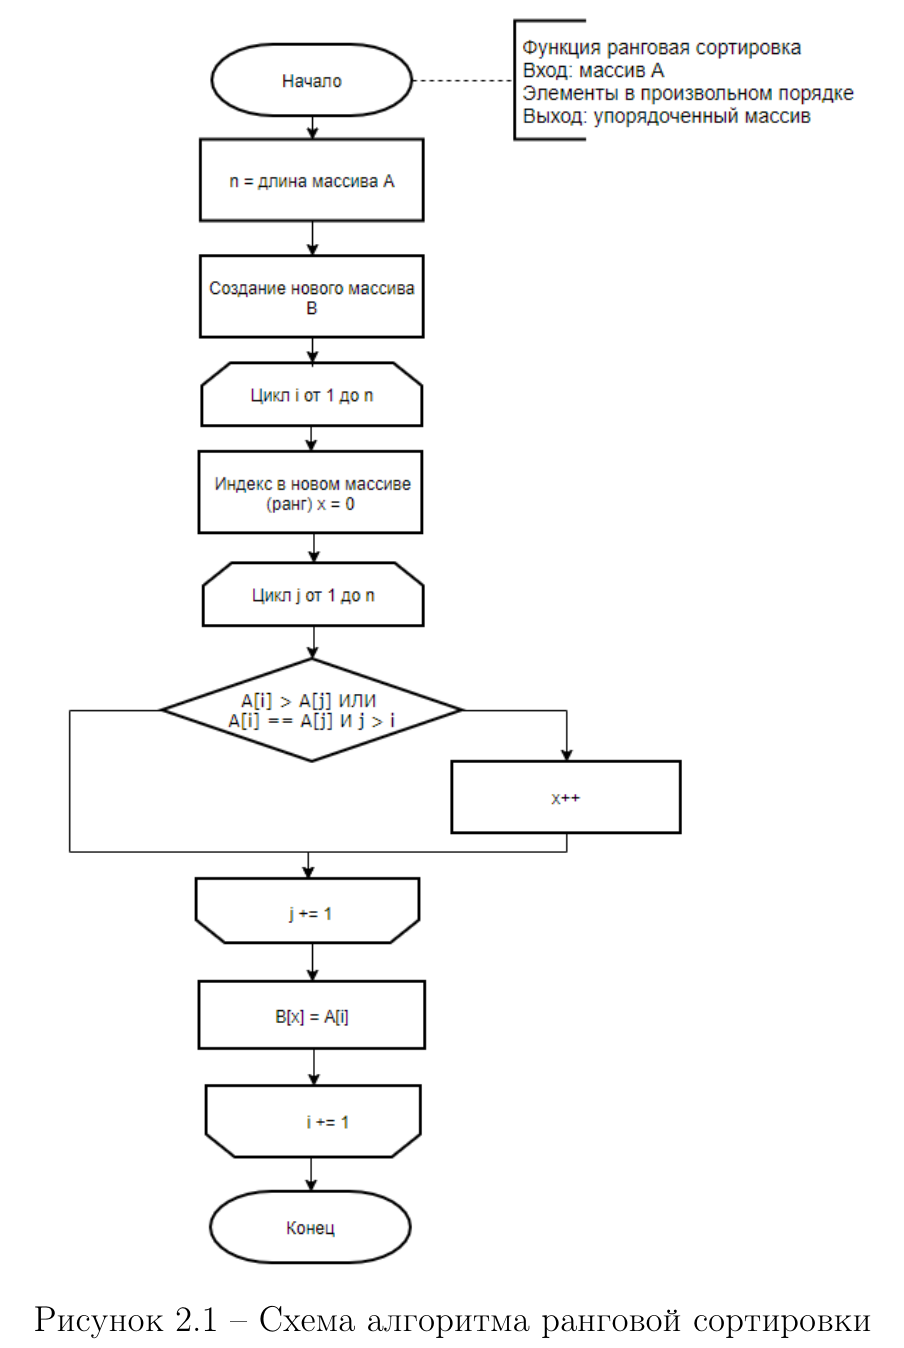 Начало
Функция ранговая сортировка
Вход: массив А
Элементы в произвольном порядке
Выход: упорядоченный массив
n = длина массива А
Создание нового массива
В
Цикл i от 1 до n
Индекс в новом массиве
(ранг) x = 0
Цикл j от 1 до n
A[i] > A[j] ИЛИ
A[i] == A[j] И j > i
x++
j += 1
B[x] = A[i]
i += 1
Конец
Рисунок 2.1 – Схема алгоритма ранговой сортировки